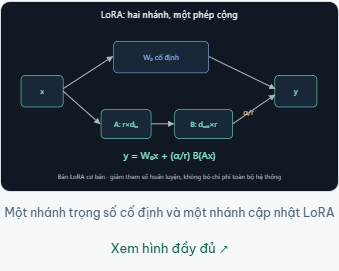 LoRA: hai nhánh, một phép cộng
W₀ cố định
x
y
A: r×dᵢₙ
B: dₒᵤₜ×r
α/r
y = W₀x + (α/r) B(Ax)
Bản LoRA cơ bản · giảm tham số huấn luyện, không bỏ chi phí toàn bộ hệ thống
Một nhánh trọng số cố định và một nhánh cập nhật LoRA
Xem hình đầy đủ ↗